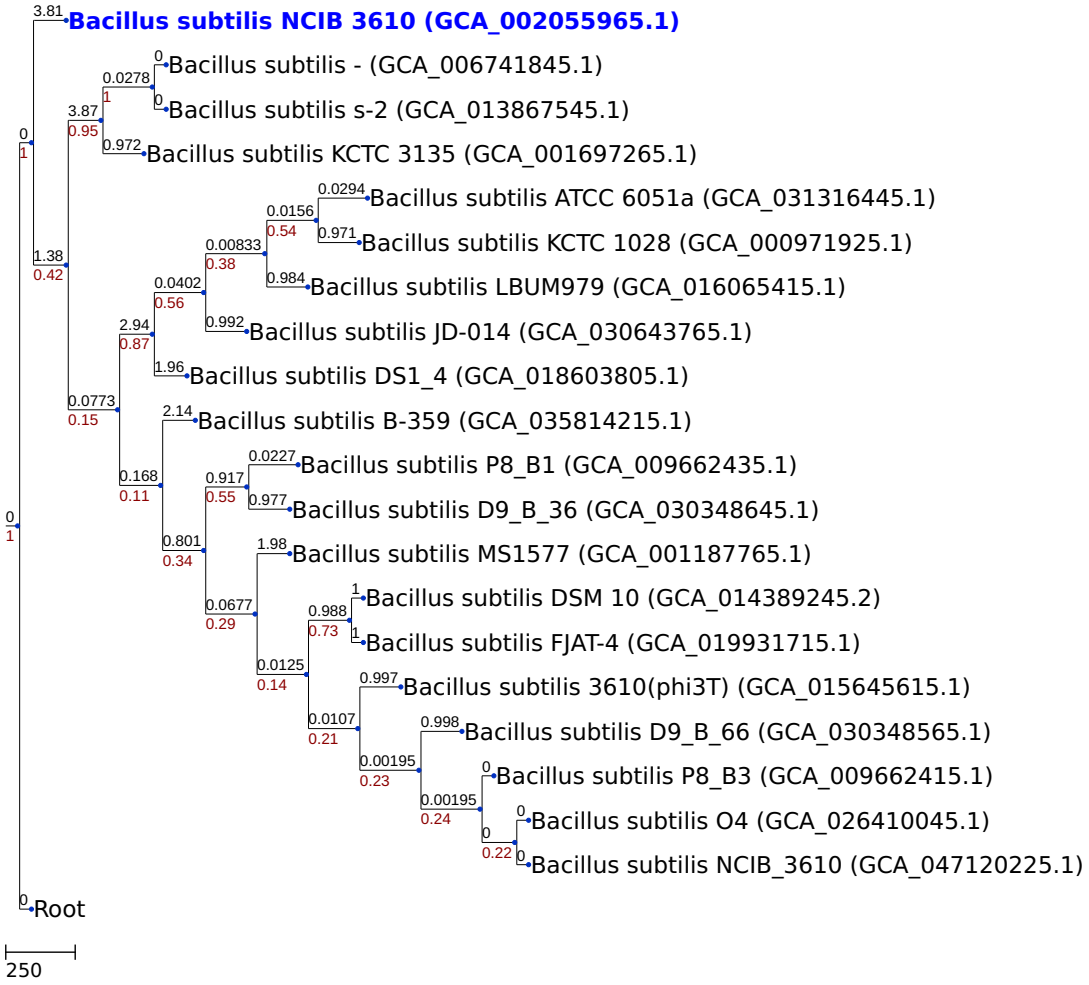 3.81 Bacillus subtilis NCIB 3610 (GCA_002055965.1)
0 Bacillus subtilis - (GCA_006741845.1)
0.0278
1
0 Bacillus subtilis s-2 (GCA_013867545.1)
3.87
0.95
0
1
0.972 Bacillus subtilis KCTC 3135 (GCA_001697265.1)
0.0294 Bacillus subtilis ATCC 6051a (GCA_031316445.1)
0.0156
0.54
0.971 Bacillus subtilis KCTC 1028 (GCA_000971925.1)
0.00833
0.38
1.38
0.42
0.984 Bacillus subtilis LBUM979 (GCA_016065415.1)
0.0402
0.56
0.992 Bacillus subtilis JD-014 (GCA_030643765.1)
2.94
0.87
1.96 Bacillus subtilis DS1_4 (GCA_018603805.1)
0.0773
0.15
2.14 Bacillus subtilis B-359 (GCA_035814215.1)
0.0227 Bacillus subtilis P8_B1 (GCA_009662435.1)
0.168
0.11
0.917
0.55
0.977 Bacillus subtilis D9_B_36 (GCA_030348645.1)
0
1
0.801
0.34
1.98 Bacillus subtilis MS1577 (GCA_001187765.1)
1 Bacillus subtilis DSM 10 (GCA_014389245.2)
0.0677
0.29
0.988
0.73
1 Bacillus subtilis FJAT-4 (GCA_019931715.1)
0.0125
0.14
0.997 Bacillus subtilis 3610(phi3T) (GCA_015645615.1)
0.0107
0.21
0.998 Bacillus subtilis D9_B_66 (GCA_030348565.1)
0.00195
0.23
0 Bacillus subtilis P8_B3 (GCA_009662415.1)
0.00195
0.24
0 Bacillus subtilis O4 (GCA_026410045.1)
0
0.22
0 Bacillus subtilis NCIB_3610 (GCA_047120225.1)
0 Root
250